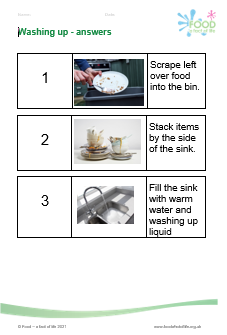 FOOD
a fact of life
Washing up - answers
1
Scrape left
over food
into the bin.
2
Stack items
by the side
of the sink.
3
Fill the sink
with warm
water and
washing up
liquid
© Food – a fact of life 2021
www.foodafactoflife.org.uk